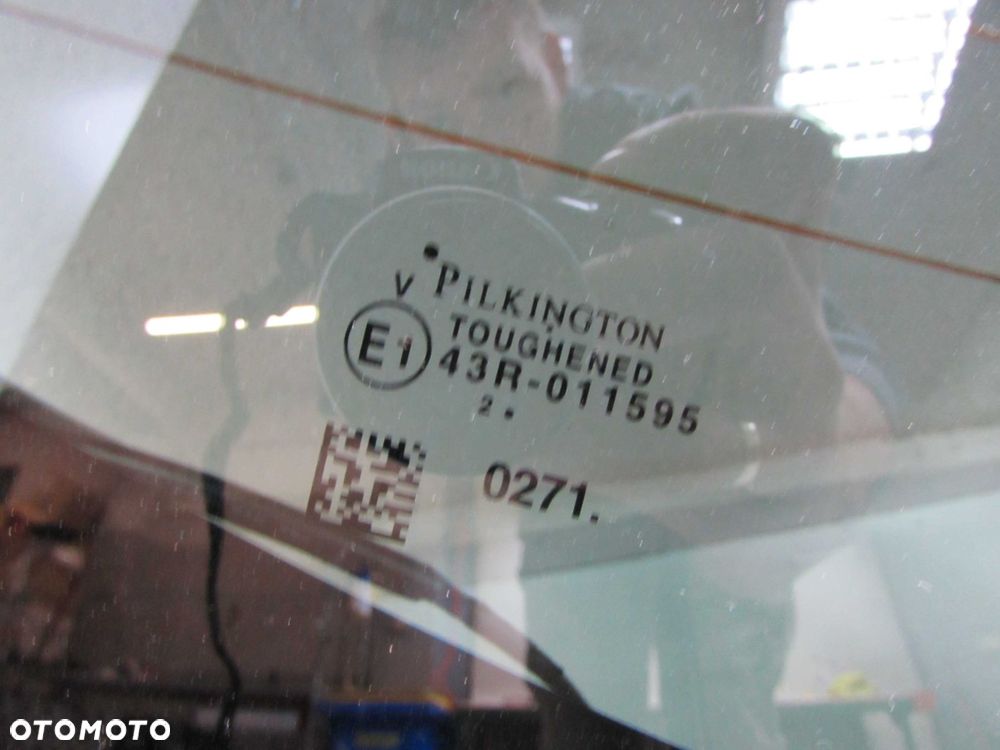 PILKINGTON
V
TOUGHENED
E1
43R-011595
2 .
0271.
OTOMOTO